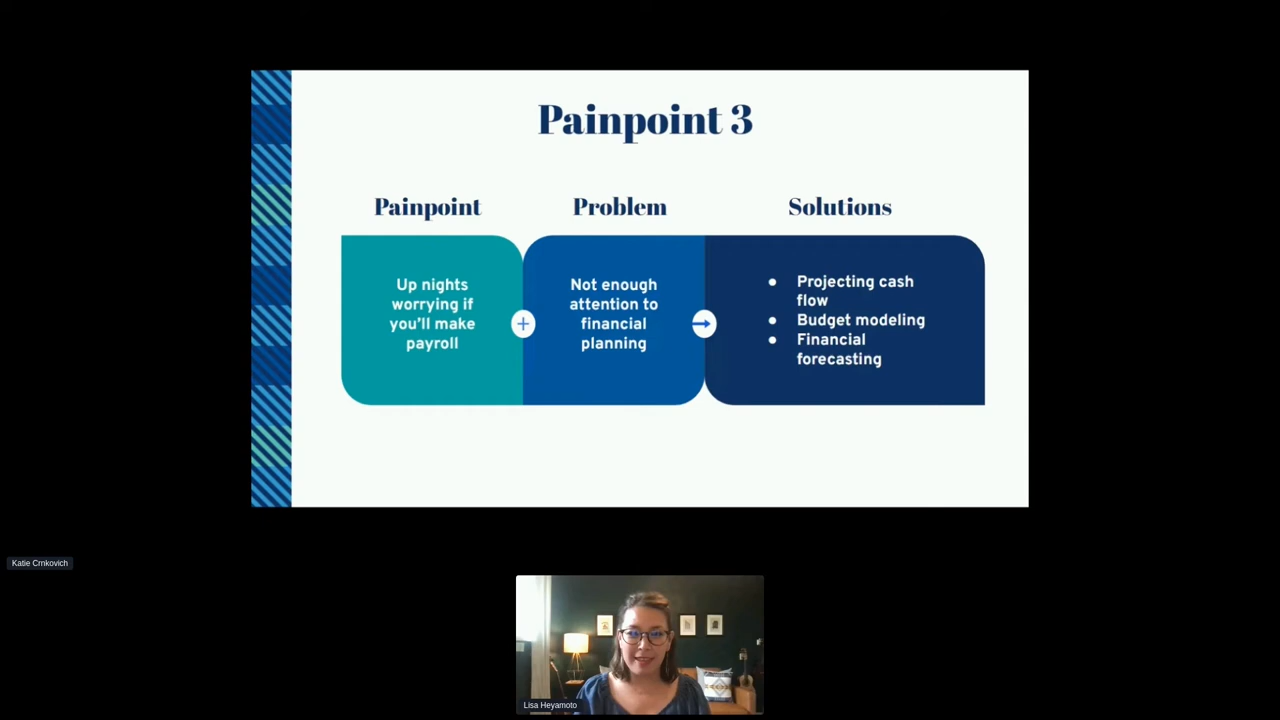 Painpoint 3
Painpoint
Problem
Solutions
Up nights
worrying if
you'll make
payroll
+
Not enough
attention to
financial
planning
→
● Projecting cash
flow
● Budget modeling
● Financial
forecasting
Katie Crnkovich
Lisa Heyamoto